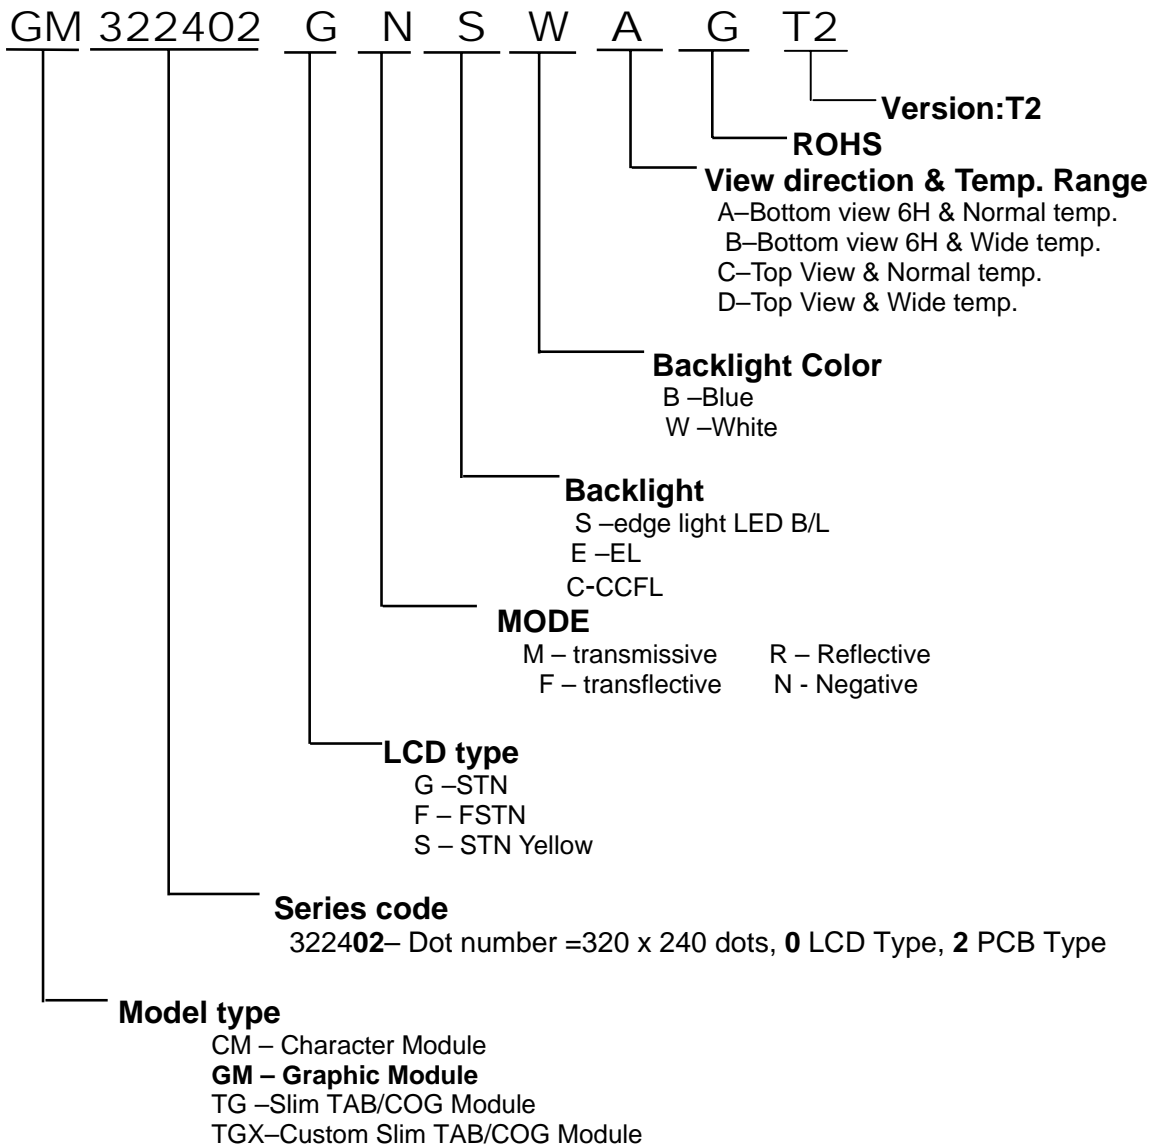 GM 322402 G N S W A G T2
Version:T2
ROHS
View direction & Temp. Range
A–Bottom view 6H & Normal temp.
B–Bottom view 6H & Wide temp.
C–Top View & Normal temp.
D–Top View & Wide temp.
Backlight Color
B –Blue
W –White
Backlight
S –edge light LED B/L
E –EL
C-CCFL
MODE
M – transmissive R – Reflective
F – transflective N - Negative
LCD type
G –STN
F – FSTN
S – STN Yellow
Series code
322402– Dot number =320 x 240 dots, 0 LCD Type, 2 PCB Type
Model type
CM – Character Module
GM – Graphic Module
TG –Slim TAB/COG Module
TGX–Custom Slim TAB/COG Module